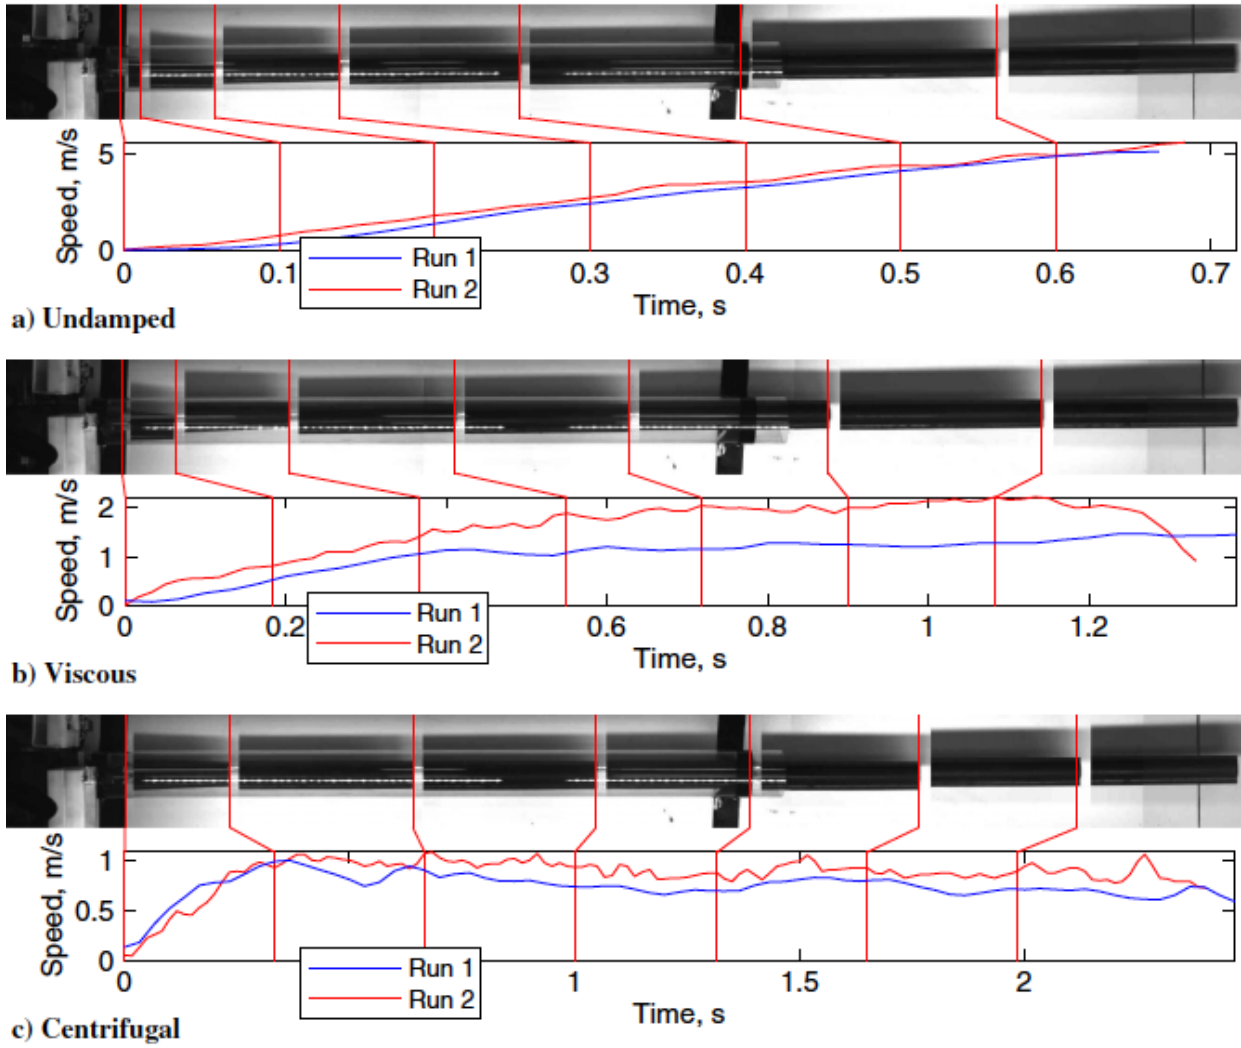 Speed, m/s
5
0
0
0.1
0.3
0.4
0.5
0.6
0.7
Run 1
Run 2
Time, s
a) Undamped
Speed, m/s
2
1
0
0
0.2
0.6
0.8
1
1.2
Run 1
Run 2
Time, s
b) Viscous
Speed, m/s
1
0.5
0
0
1
1.5
2
Run 1
Run 2
Time, s
c) Centrifugal